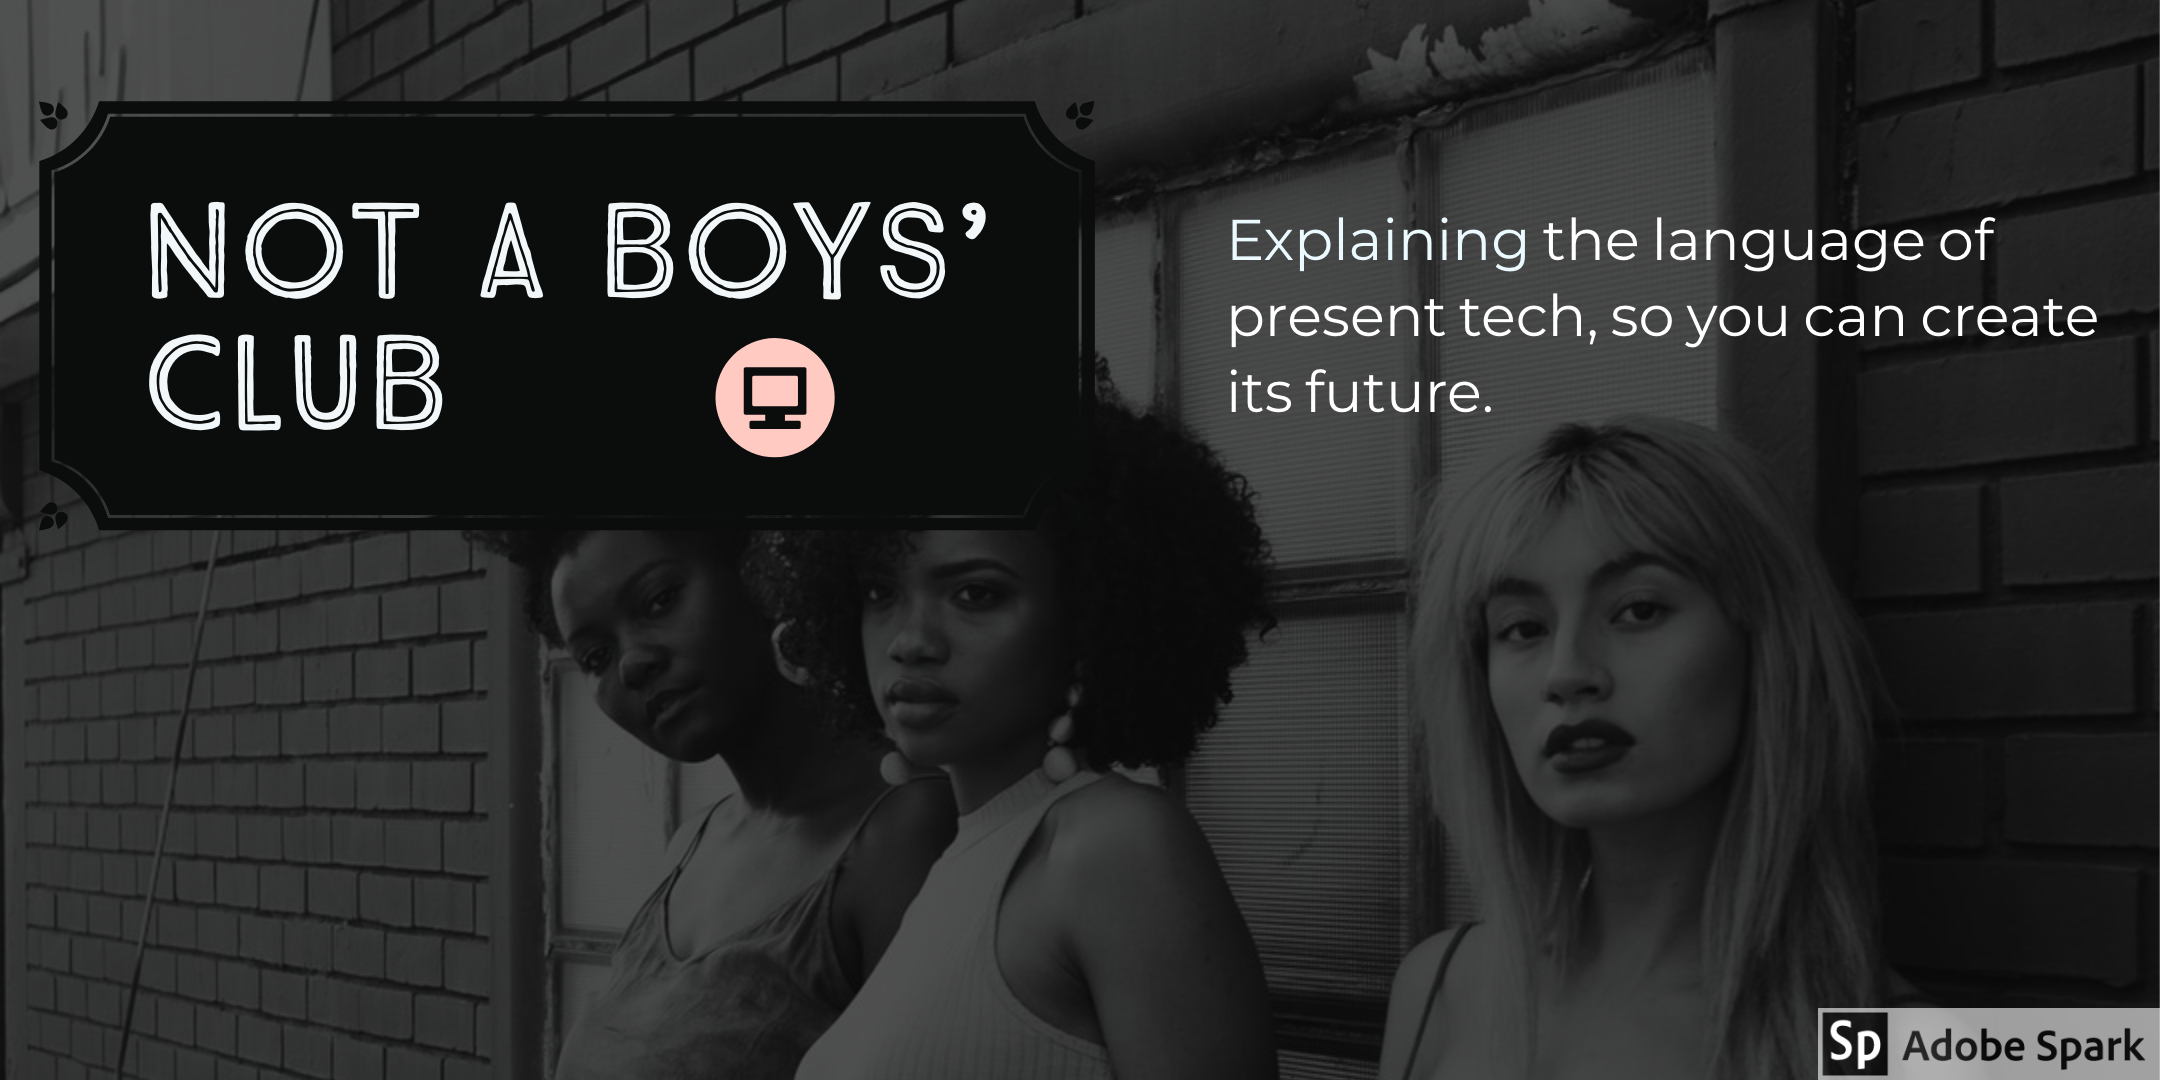 NOT A BOYS’
CLUB
Explaining the language of
present tech, so you can create
its future.
Sp Adobe Spark